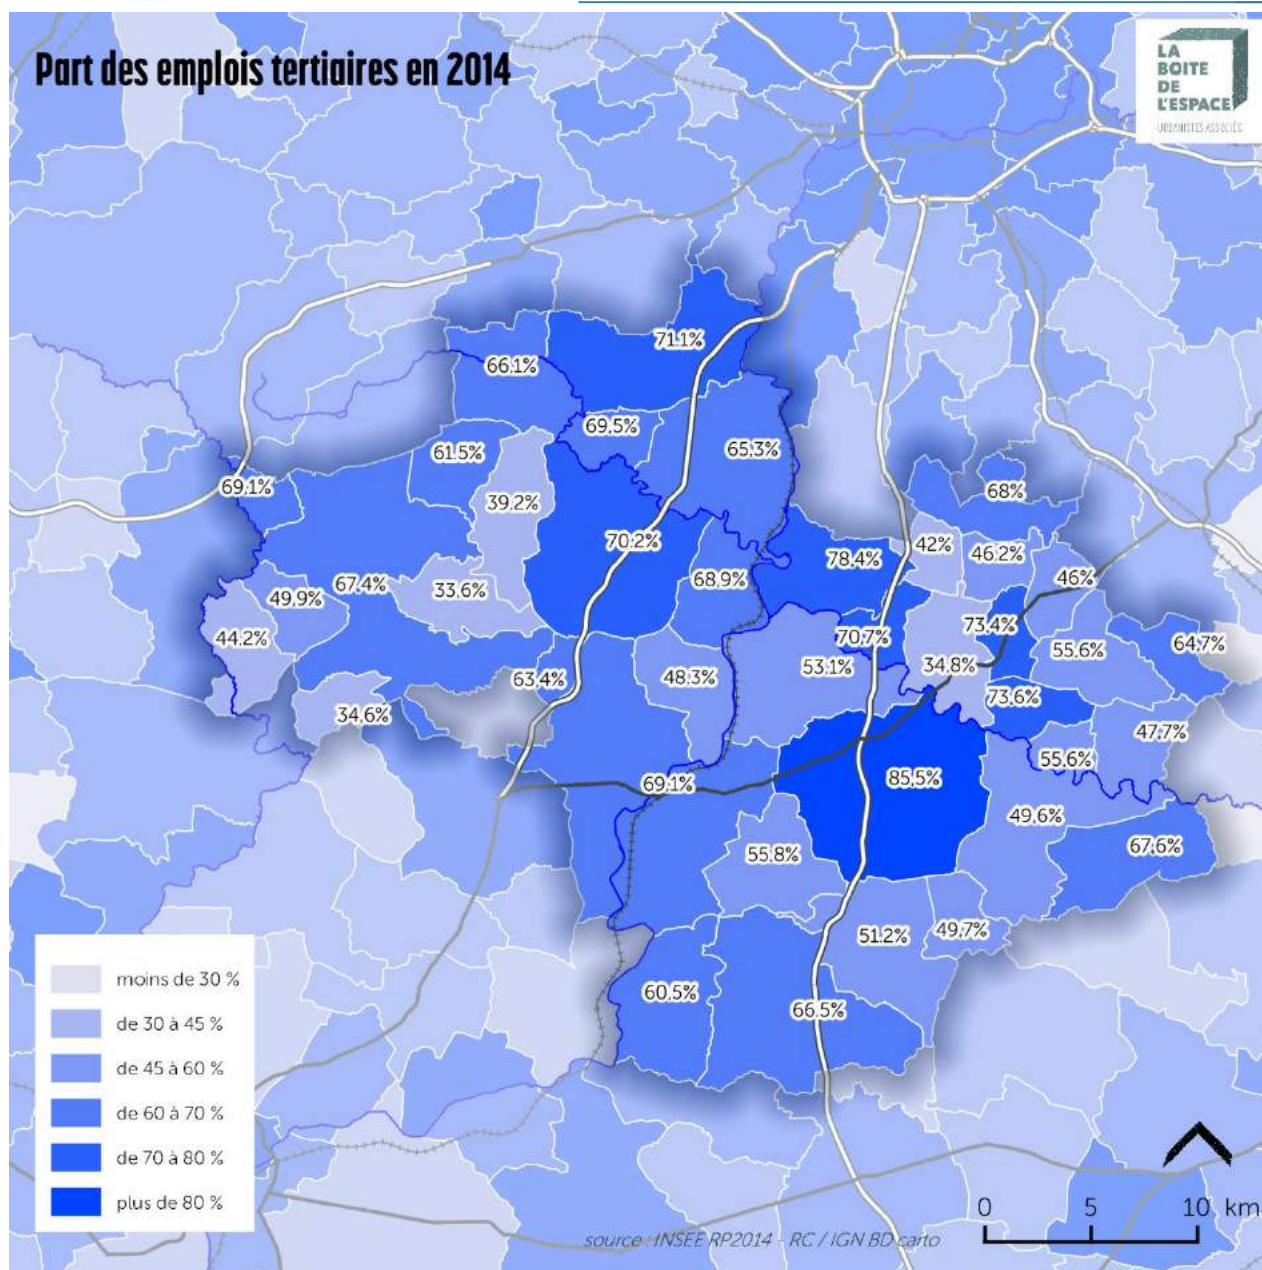 Part des emplois tertiaires en 2014
LA
BOITE
DE
L'ESPACE
URBANISTES ASSOCIÉS
71.1%
66.1%
69.5%
65.3%
61.5%
69.1%
39.2%
68%
70.2%
42%
46.2%
78.4%
68.9%
46%
67.4%
33.6%
49.9%
44.2%
70.7%
73.4%
64.7%
55.6%
53.1%
34.8%
63.4%
48.3%
73.6%
34.6%
47.7%
55.6%
69.1%
85,5%
49.6%
67.6%
55.8%
51.2%
49.7%
60.5%
66.5%
moins de 30 %
de 30 à 45 %
de 45 à 60 %
de 60 à 70 %
de 70 à 80 %
plus de 80 %
0 5 10 km
source : INSEE RP2014 - RC / IGN BD carto